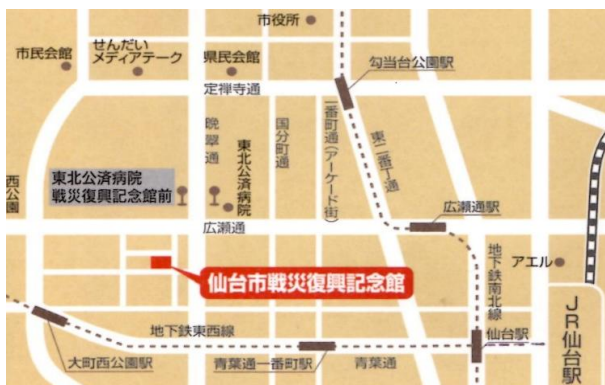 市役所
市民会館
せんだい
メディアテーク
県民会館
勾当台公園駅
定禅寺通
晩翠通
国分町通
一番町通(アーケード街)
東二番丁通
東北公済病院
西公園
東北公済病院
戦災復興記念館前
広瀬通駅
広瀬通
地下鉄南北線
アエル
仙台市戦災復興記念館
地下鉄東西線
仙台駅
JR仙台駅
大町西公園駅
青葉通一番町駅
青葉通